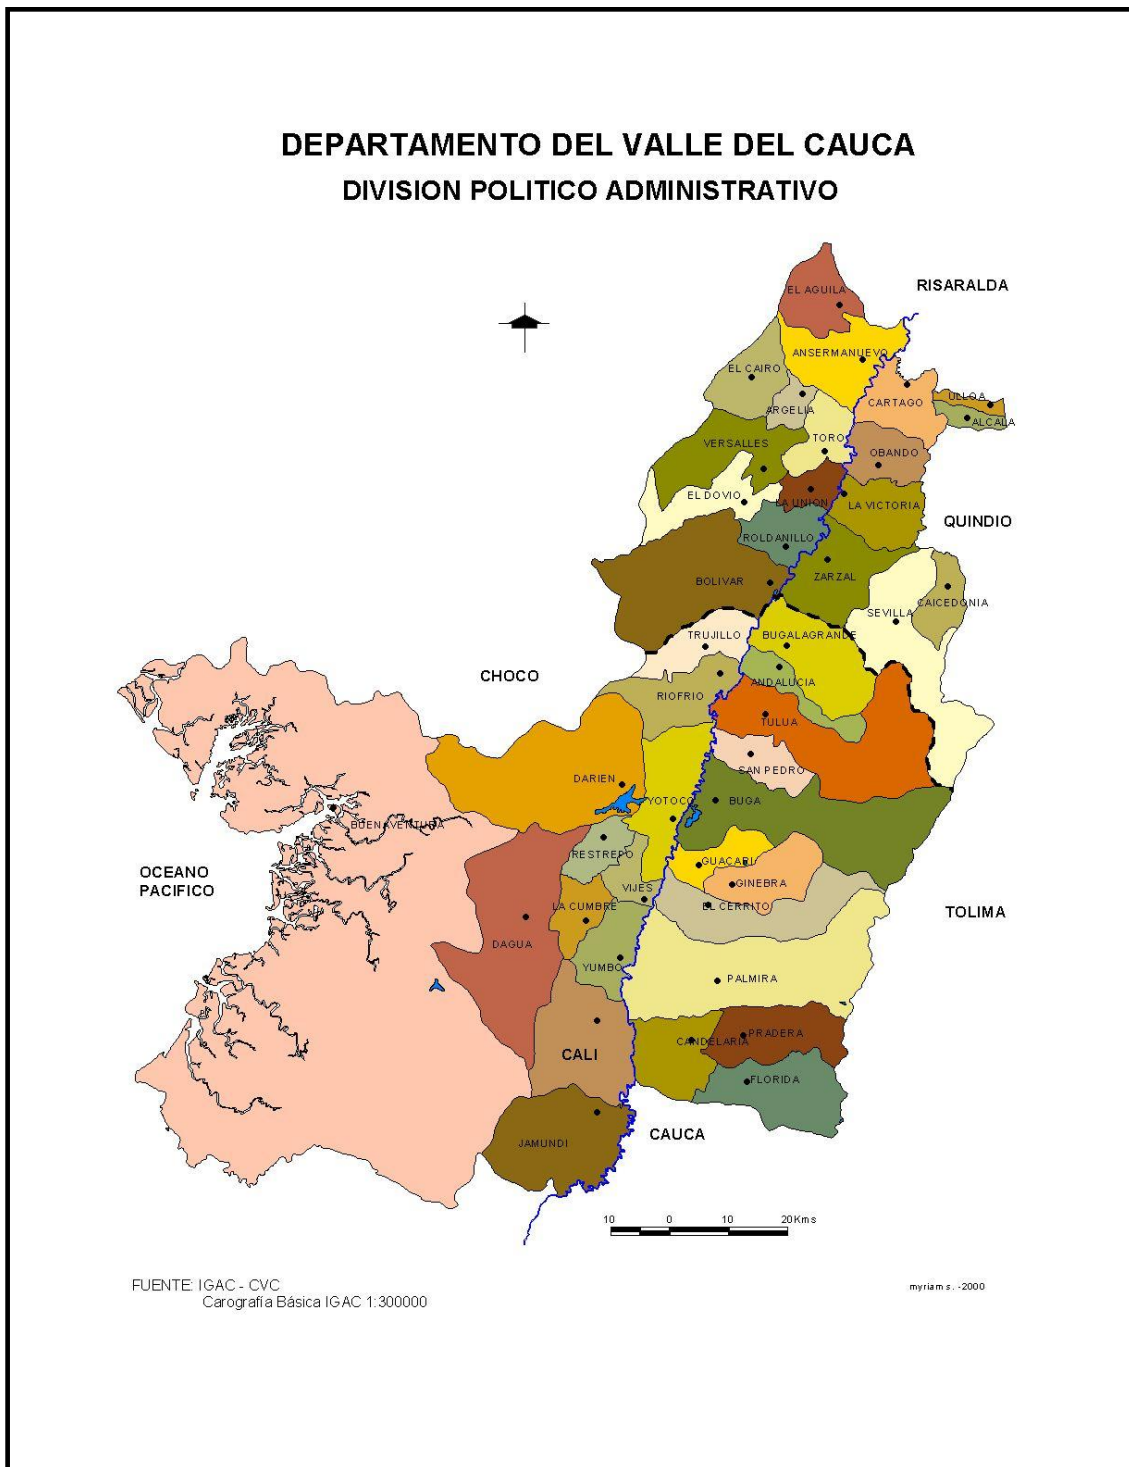 DEPARTAMENTO DEL VALLE DEL CAUCA
DIVISION POLITICO ADMINISTRATIVO
RISARALDA
EL AGUILA
ANSERMANUEVO
EL CAIRO
ULLOA
CARTAGO
ARGELIA
ALCALA
TORO
VERSALLES
OBANDO
EL DOVIO
LA UNION
LA VICTORIA
QUINDIO
ROLDANILLO
ZARZAL
BOLIVAR
CAICEDONIA
SEVILLA
TRUJILLO
BUGALAGRANDE
CHOCO
ANDALUCIA
RIOFRIO
TULUA
SAN PEDRO
DARIEN
YOTOCO
BUGA
BUENAVENTURA
RESTREPO
GUACARI
OCEANO
PACIFICO
VIJES
GINEBRA
LA CUMBRE
EL CERRITO
TOLIMA
DAGUA
YUMBO
PALMIRA
PRADERA
CANDELARIA
CALI
FLORIDA
CAUCA
JAMUNDI
10 0 10 20Kms
FUENTE: IGAC - CVC
Carografía Básica IGAC 1:300000
myriam s. -2000